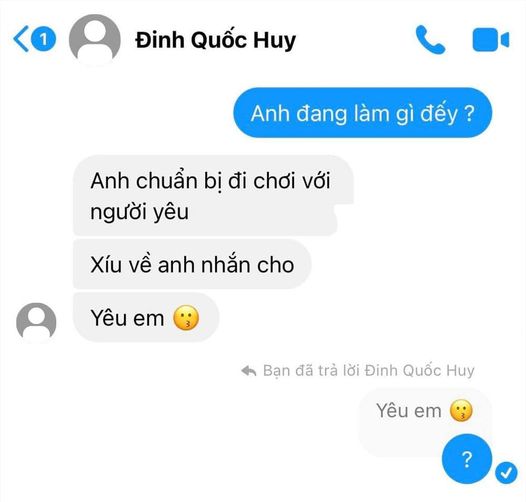 1
Đinh Quốc Huy
Anh đang làm gì đếy ?
Anh chuẩn bị đi chơi với
người yêu
Xíu về anh nhắn cho
Yêu em 😗
Bạn đã trả lời Đinh Quốc Huy
Yêu em 😗
?